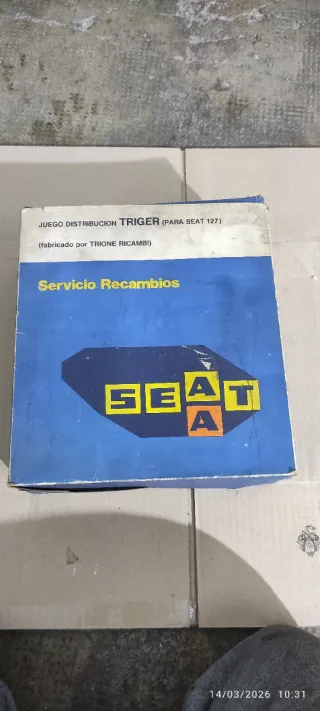 JUEGO DISTRIBUCION TRIGER (PARA SEAT 127)
(fabricado por TRIONE RICAMBI)
Servicio Recambios
SEAT
A
14/03/2026 10:31